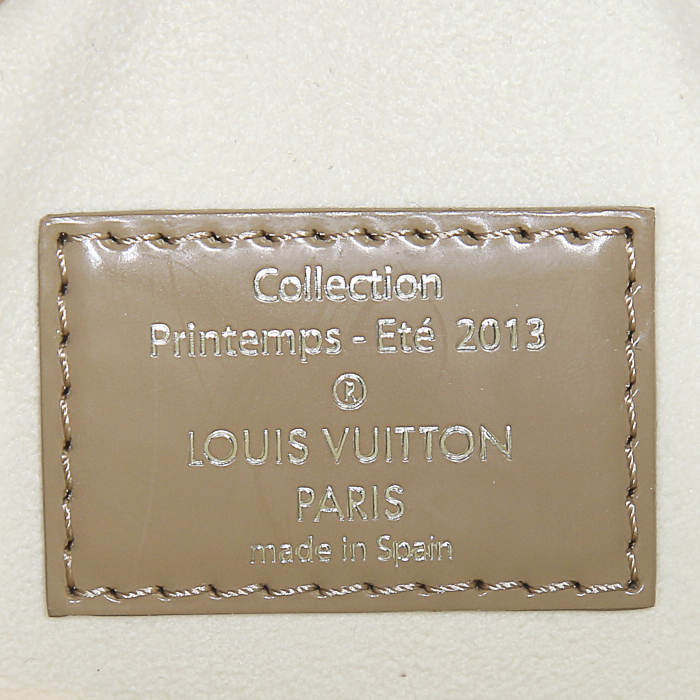 Collection
Printemps - Eté 2013
®
LOUIS VUITTON
PARIS
made in Spain